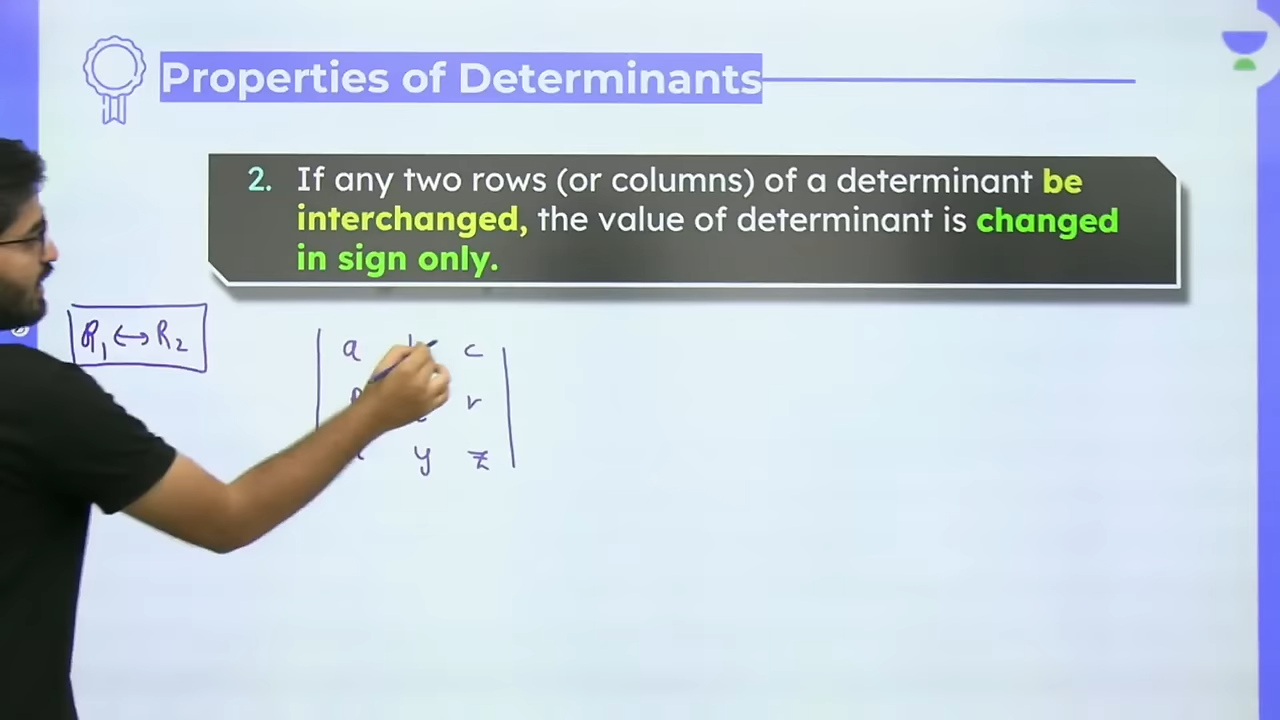 Properties of Determinants
2. If any two rows (or columns) of a determinant be
interchanged, the value of determinant is changed
in sign only.
R₁ ↔ R₂
a c
r
y z